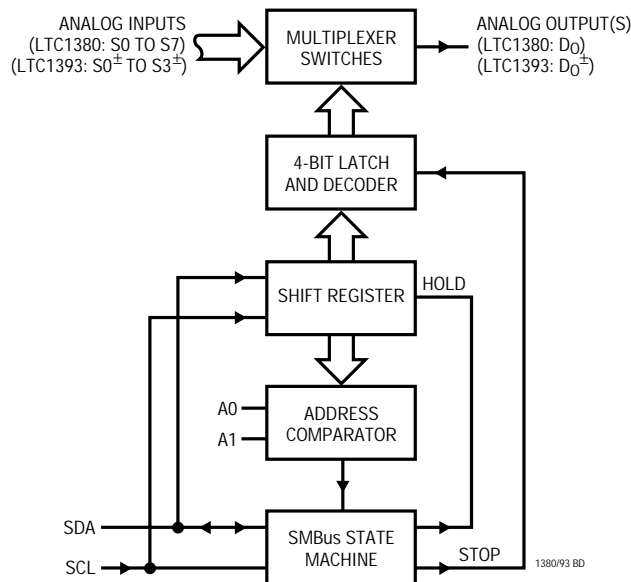 ANALOG INPUTS
(LTC1380: S0 TO S7)
(LTC1393: S0± TO S3±)
MULTIPLEXER
SWITCHES
ANALOG OUTPUT(S)
(LTC1380: DO)
(LTC1393: DO±)
4-BIT LATCH
AND DECODER
SHIFT REGISTER
HOLD
A0
A1
ADDRESS
COMPARATOR
SDA
SCL
SMBus STATE
MACHINE
STOP
1380/93 BD